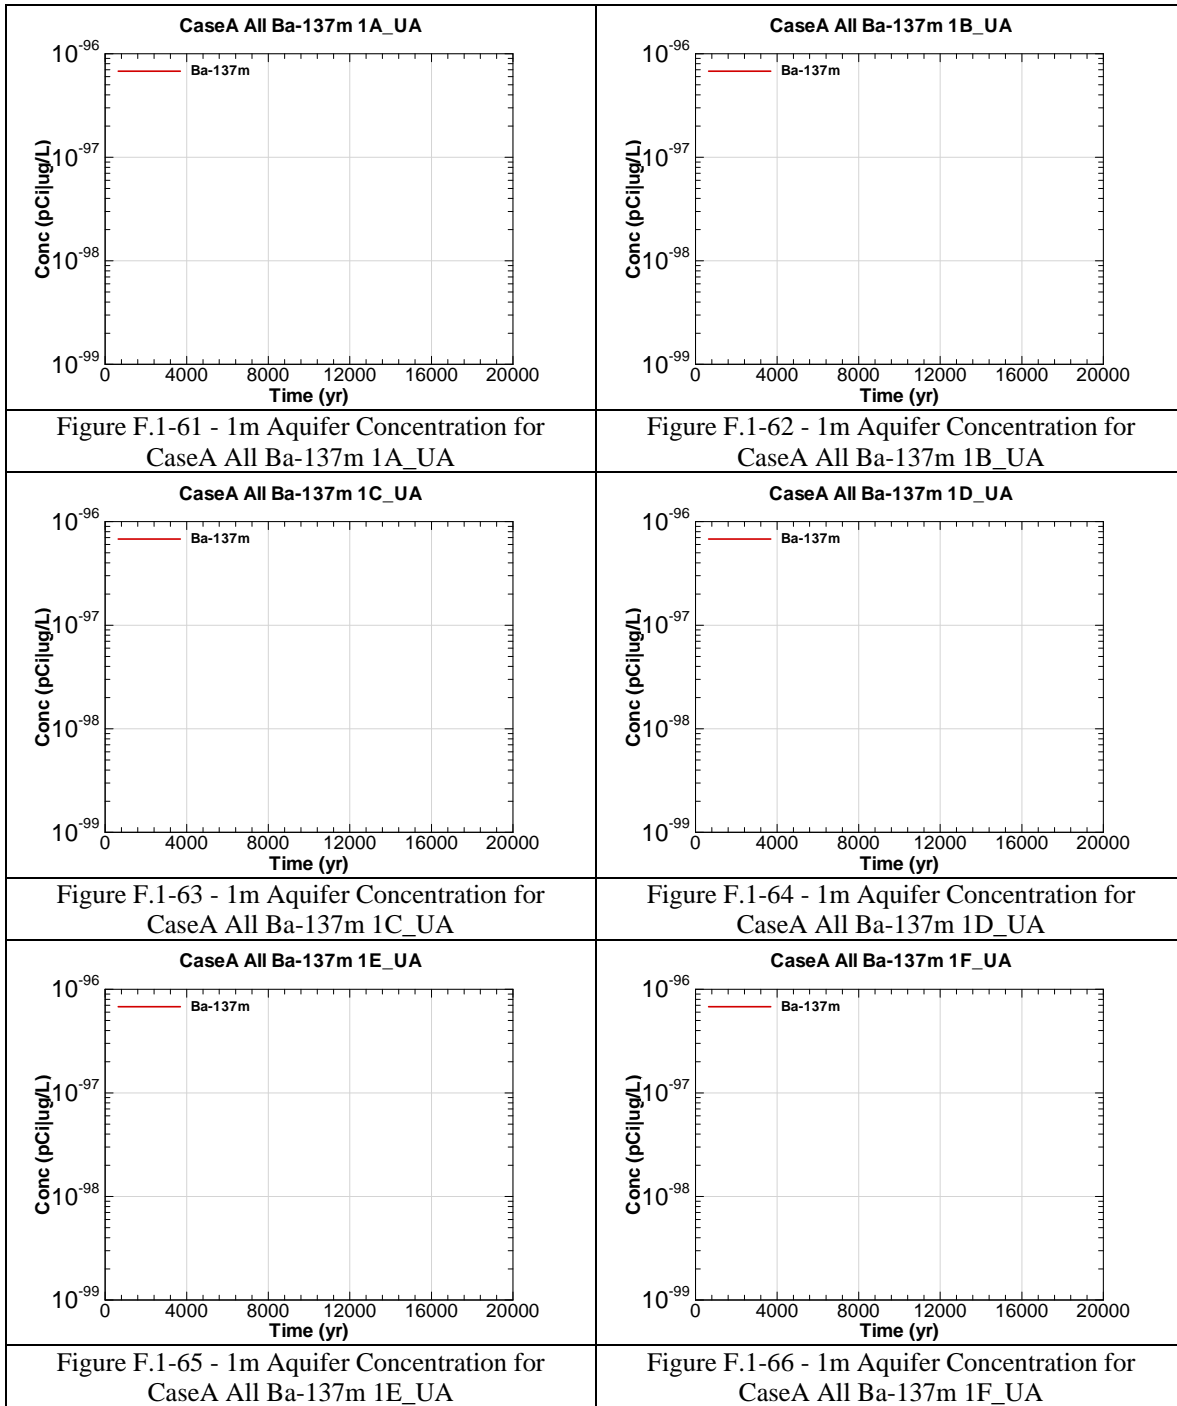 CaseA All Ba-137m 1A_UA
10-96
Ba-137m
10-97
Conc (pCi|ug/L)
10-98
10-99
0 4000 8000 12000 16000 20000
Time (yr)
Figure F.1-61 - 1m Aquifer Concentration for
CaseA All Ba-137m 1A_UA
CaseA All Ba-137m 1B_UA
10-96
Ba-137m
10-97
Conc (pCi|ug/L)
10-98
10-99
0 4000 8000 12000 16000 20000
Time (yr)
Figure F.1-62 - 1m Aquifer Concentration for
CaseA All Ba-137m 1B_UA
CaseA All Ba-137m 1C_UA
10-96
Ba-137m
10-97
Conc (pCi|ug/L)
10-98
10-99
0 4000 8000 12000 16000 20000
Time (yr)
Figure F.1-63 - 1m Aquifer Concentration for
CaseA All Ba-137m 1C_UA
CaseA All Ba-137m 1D_UA
10-96
Ba-137m
10-97
Conc (pCi|ug/L)
10-98
10-99
0 4000 8000 12000 16000 20000
Time (yr)
Figure F.1-64 - 1m Aquifer Concentration for
CaseA All Ba-137m 1D_UA
CaseA All Ba-137m 1E_UA
10-96
Ba-137m
10-97
Conc (pCi|ug/L)
10-98
10-99
0 4000 8000 12000 16000 20000
Time (yr)
Figure F.1-65 - 1m Aquifer Concentration for
CaseA All Ba-137m 1E_UA
CaseA All Ba-137m 1F_UA
10-96
Ba-137m
10-97
Conc (pCi|ug/L)
10-98
10-99
0 4000 8000 12000 16000 20000
Time (yr)
Figure F.1-66 - 1m Aquifer Concentration for
CaseA All Ba-137m 1F_UA